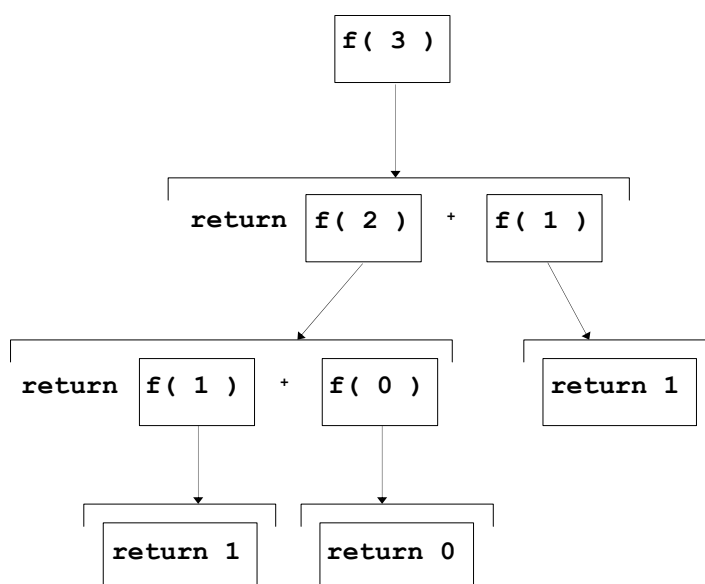 f( 3 )
return f( 2 ) + f( 1 )
return f( 1 ) + f( 0 )
return 1
return 1
return 0